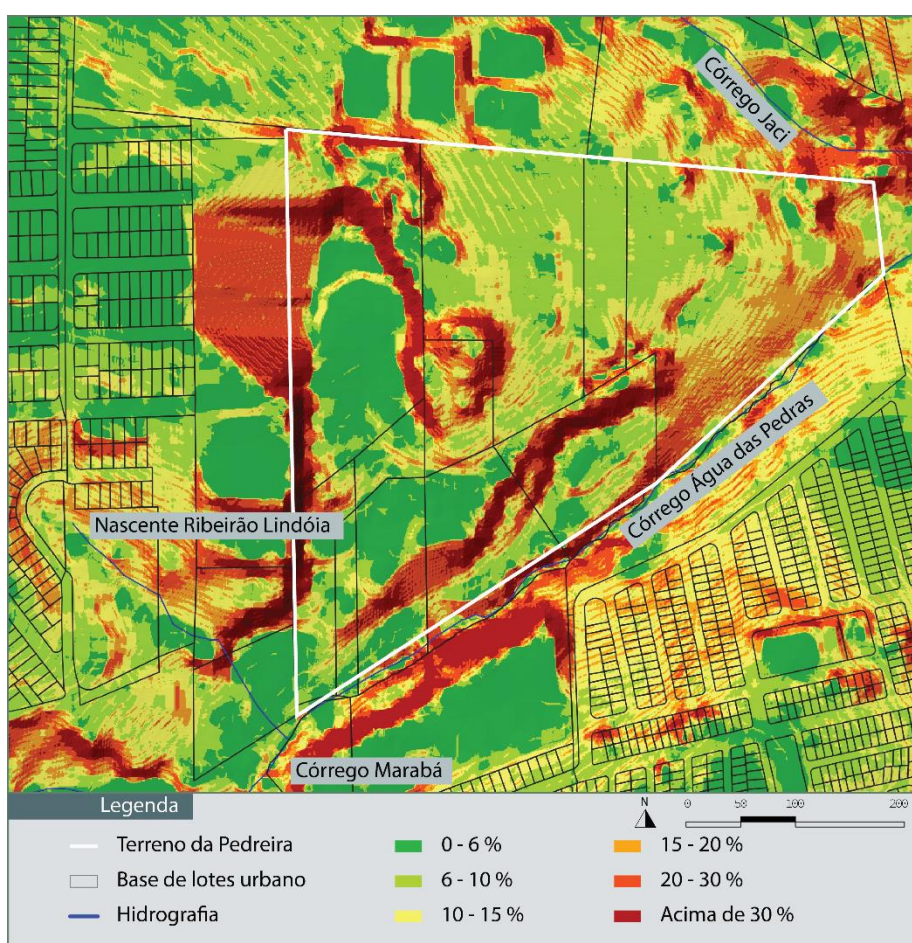 Córrego Jaci
Córrego Água das Pedras
Nascente Ribeirão Lindóia
Córrego Marabá
Legenda
N
0 50 100 200
Terreno da Pedreira
Base de lotes urbano
Hidrografia
0 - 6 %
6 - 10 %
10 - 15 %
15 - 20 %
20 - 30 %
Acima de 30 %